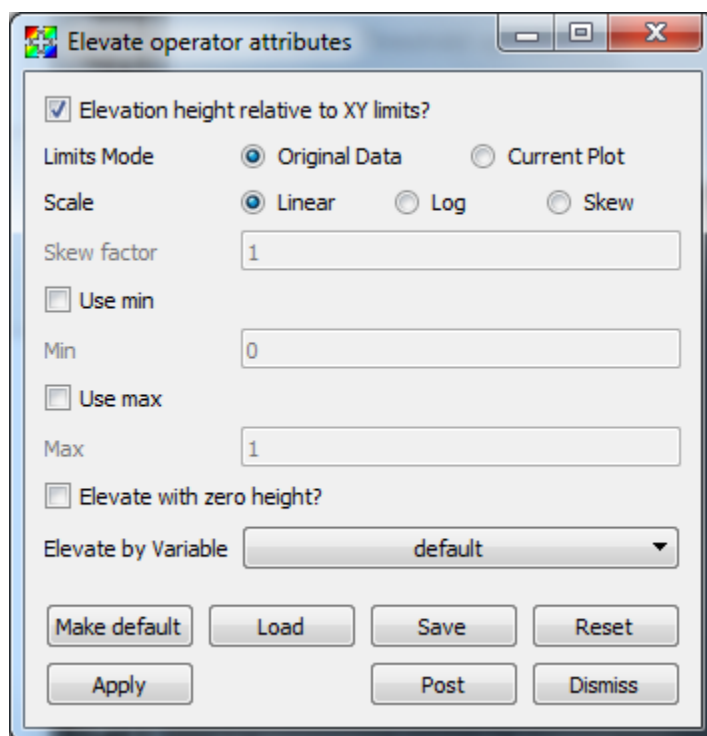 Elevate operator attributes
Elevation height relative to XY limits?
Limits Mode Original Data Current Plot
Scale Linear Log Skew
Skew factor 1
Use min
Min 0
Use max
Max 1
Elevate with zero height?
Elevate by Variable default
Make default Load Save Reset
Apply Post Dismiss